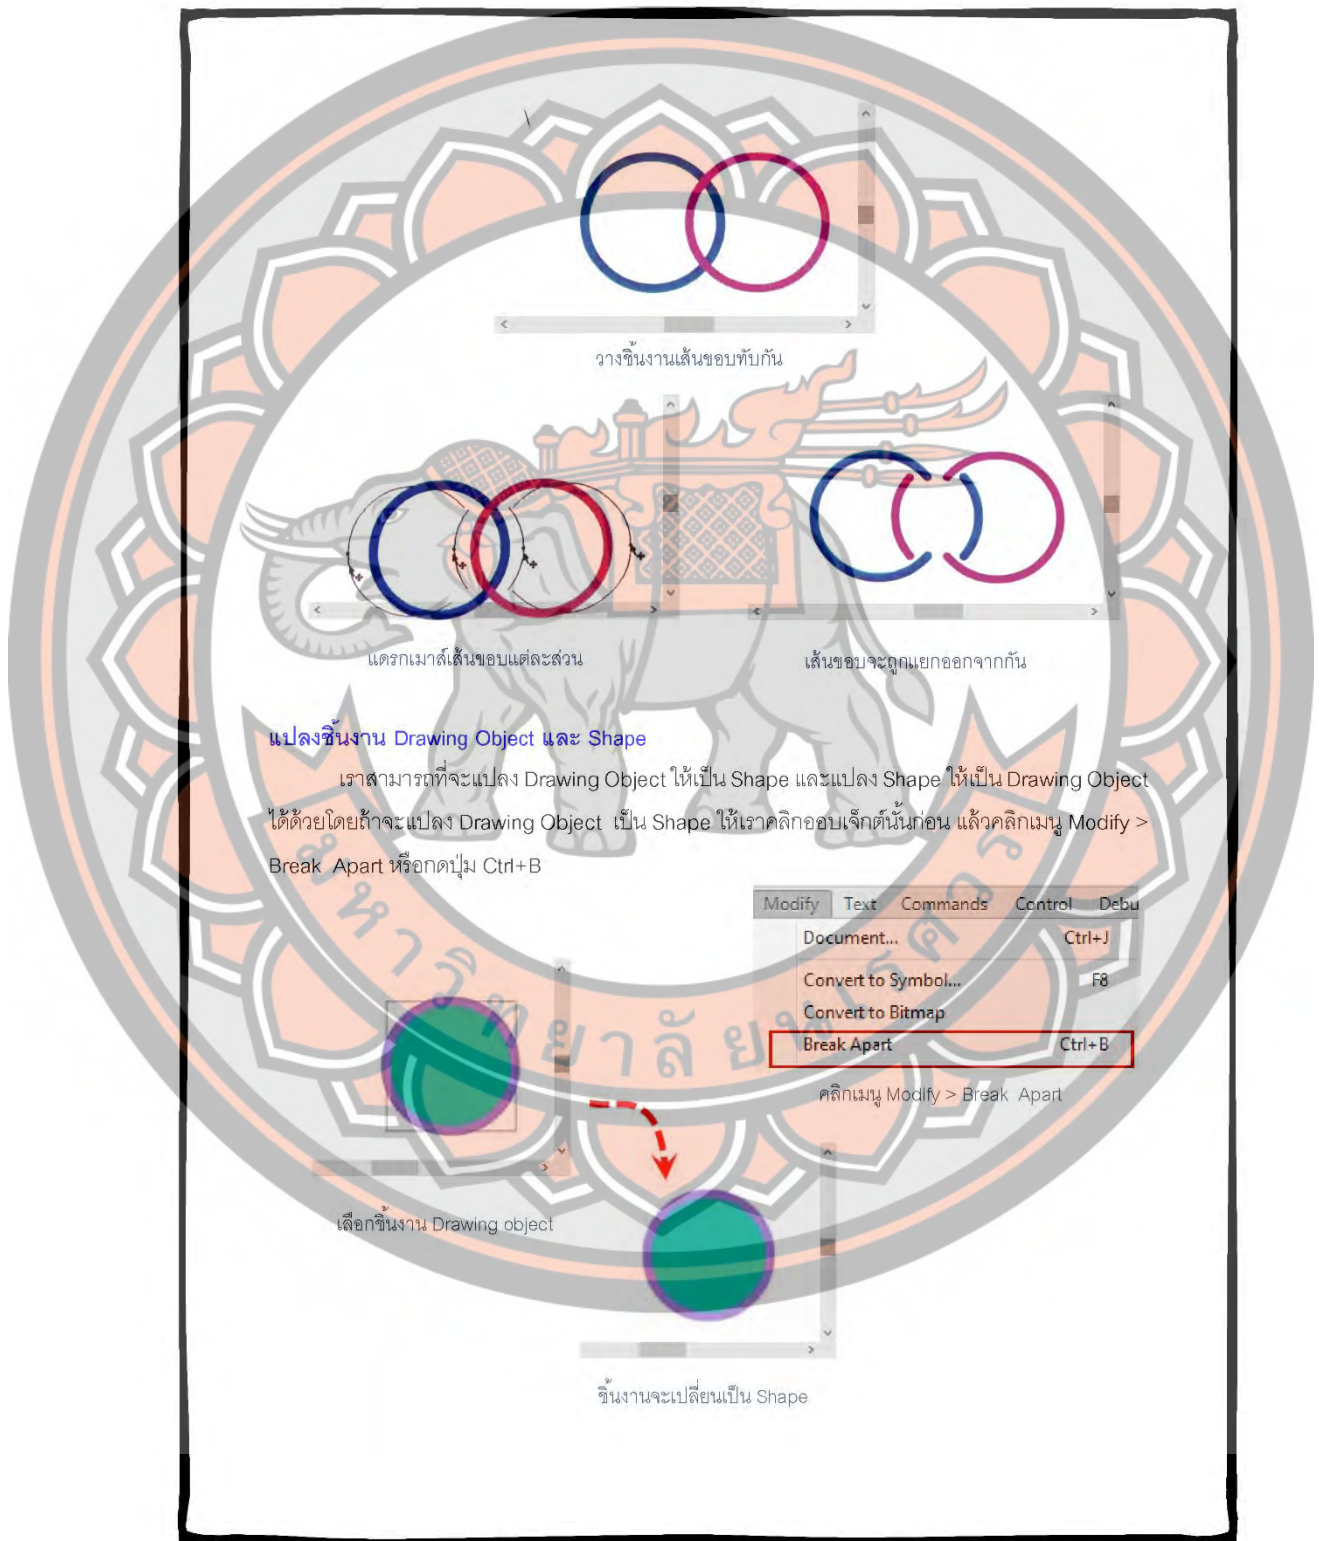 วางชิ้นงานเส้นขอบทับกัน
แดรกเมาส์เส้นขอบแต่ละส่วน
เส้นขอบจะถูกแยกออกจากกัน
แปลงชิ้นงาน Drawing Object และ Shape
เราสามารถที่จะแปลง Drawing Object ให้เป็น Shape และแปลง Shape ให้เป็น Drawing Object
ได้ด้วยโดยถ้าจะแปลง Drawing Object เป็น Shape ให้เราคลิกออบเจ็กต์นั้นก่อน แล้วคลิกเมนู Modify >
Break Apart หรือกดปุ่ม Ctrl+B
Modify Text Commands Control Debu
Document... Ctrl+J
Convert to Symbol... F8
Convert to Bitmap
Break Apart Ctrl+B
คลิกเมนู Modify > Break Apart
เลือกชิ้นงาน Drawing object
ชิ้นงานจะเปลี่ยนเป็น Shape
มหาวิทยาลัยนเรศวร